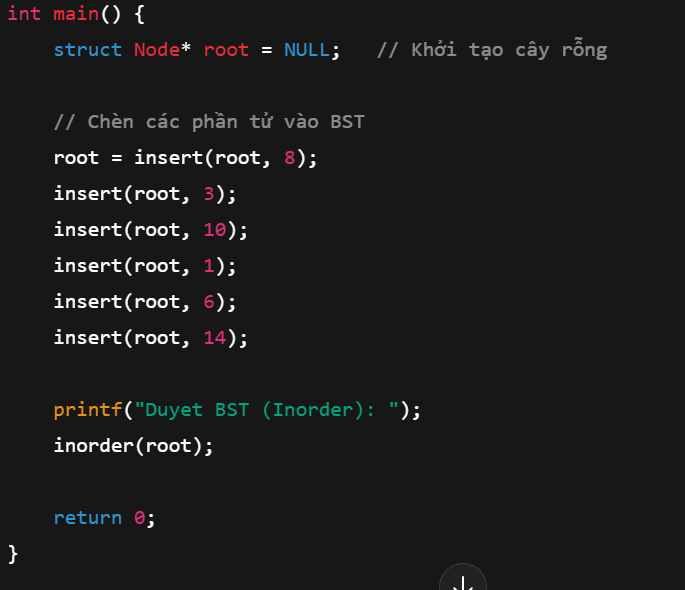 int main() {
    struct Node* root = NULL;   // Khởi tạo cây rỗng

    // Chèn các phần tử vào BST
    root = insert(root, 8);
    insert(root, 3);
    insert(root, 10);
    insert(root, 1);
    insert(root, 6);
    insert(root, 14);

    printf("Duyet BST (Inorder): ");
    inorder(root);

    return 0;
}